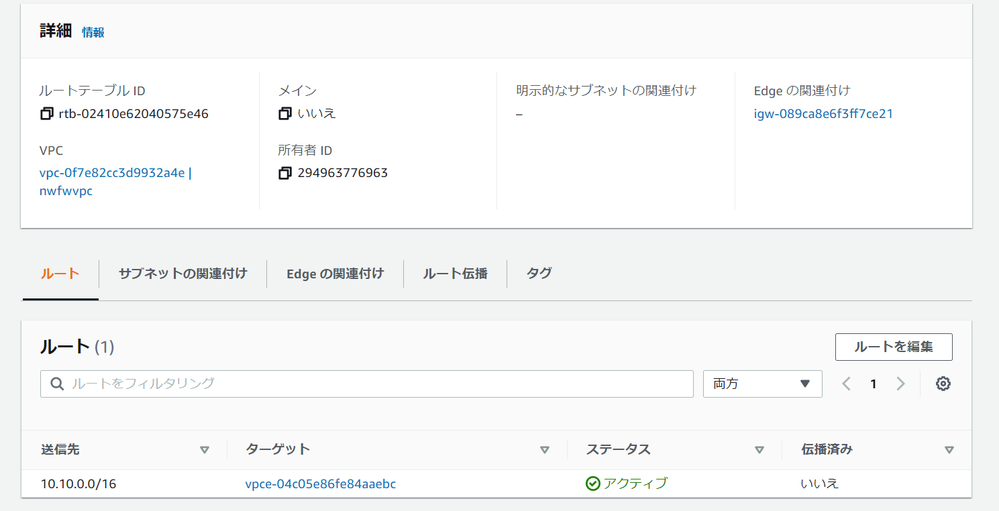 詳細 情報
ルートテーブル ID
rtb-02410e62040575e46
メイン
いいえ
明示的なサブネットの関連付け
–
Edge の関連付け
igw-089ca8e6f3ff7ce21
VPC
vpc-0f7e82cc3d9932a4e |
nwfwvpc
所有者 ID
294963776963
ルート サブネットの関連付け Edge の関連付け ルート伝播 タグ
ルート (1)
ルートを編集
ルートをフィルタリング 両方 1
送信先 ターゲット ステータス 伝播済み
10.10.0.0/16 vpce-04c05e86fe84aaebc アクティブ いいえ